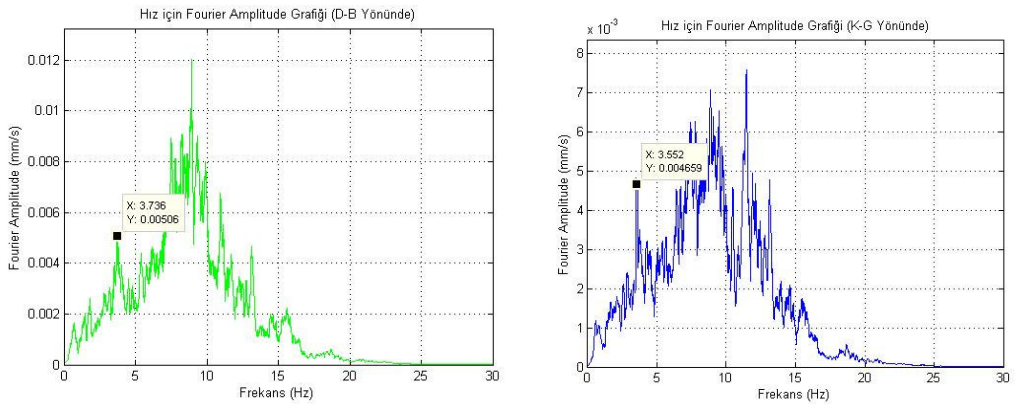 Hız için Fourier Amplitude Grafiği (D-B Yönünde)
Fourier Amplitude (mm/s)
0.012
0.01
0.008
0.006
0.004
0.002
0
X: 3.736
Y: 0.00506
0 5 10 15 20 25 30
Frekans (Hz)
Hız için Fourier Amplitude Grafiği (K-G Yönünde)
x 10⁻³
Fourier Amplitude (mm/s)
8
7
6
5
4
3
2
1
0
X: 3.552
Y: 0.004659
0 5 10 15 20 25 30
Frekans (Hz)